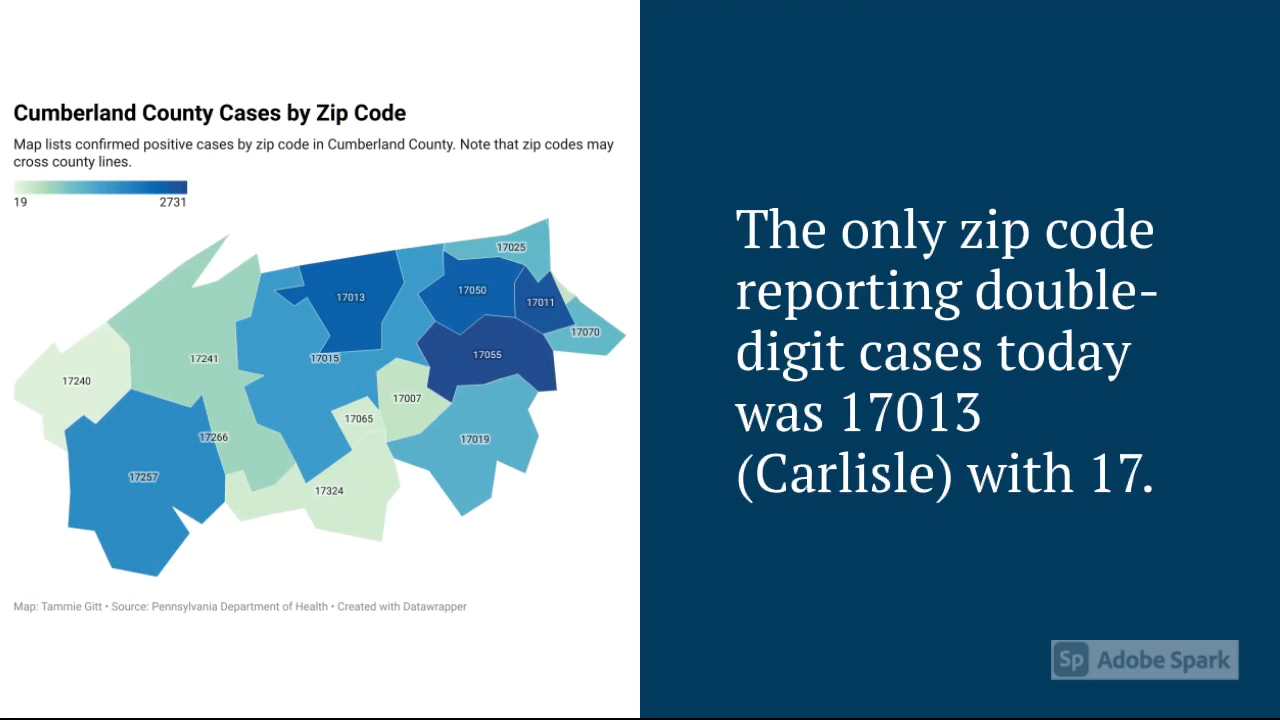 Cumberland County Cases by Zip Code
Map lists confirmed positive cases by zip code in Cumberland County. Note that zip codes may
cross county lines.
19 2731
17025
17013
17050
17011
17070
17241
17015
17055
17240
17007
17065
17266
17019
17257
17324
Map: Tammie Gitt • Source: Pennsylvania Department of Health • Created with Datawrapper
The only zip code
reporting double-
digit cases today
was 17013
(Carlisle) with 17.
Sp Adobe Spark